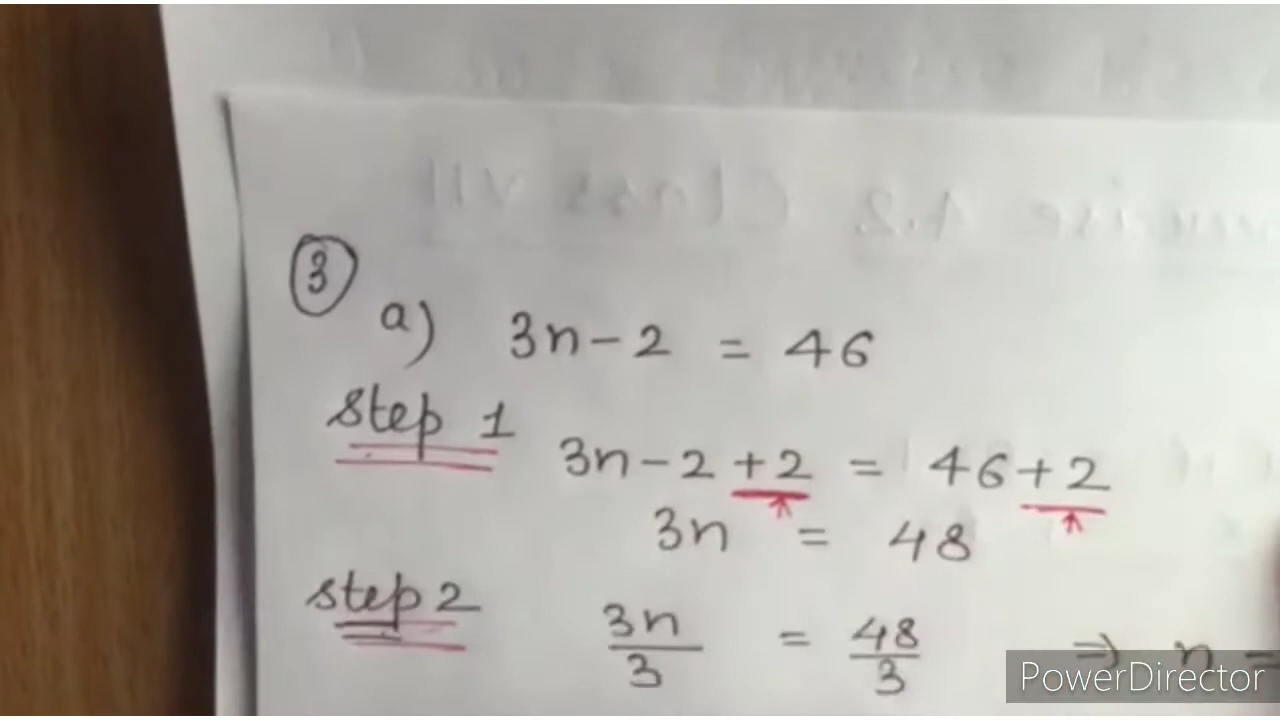 3
a) 3n-2 = 46
Step 1
3n-2+2 = 46+2
3n = 48
Step 2
3n/3 = 48/3 ⇒ n =
PowerDirector